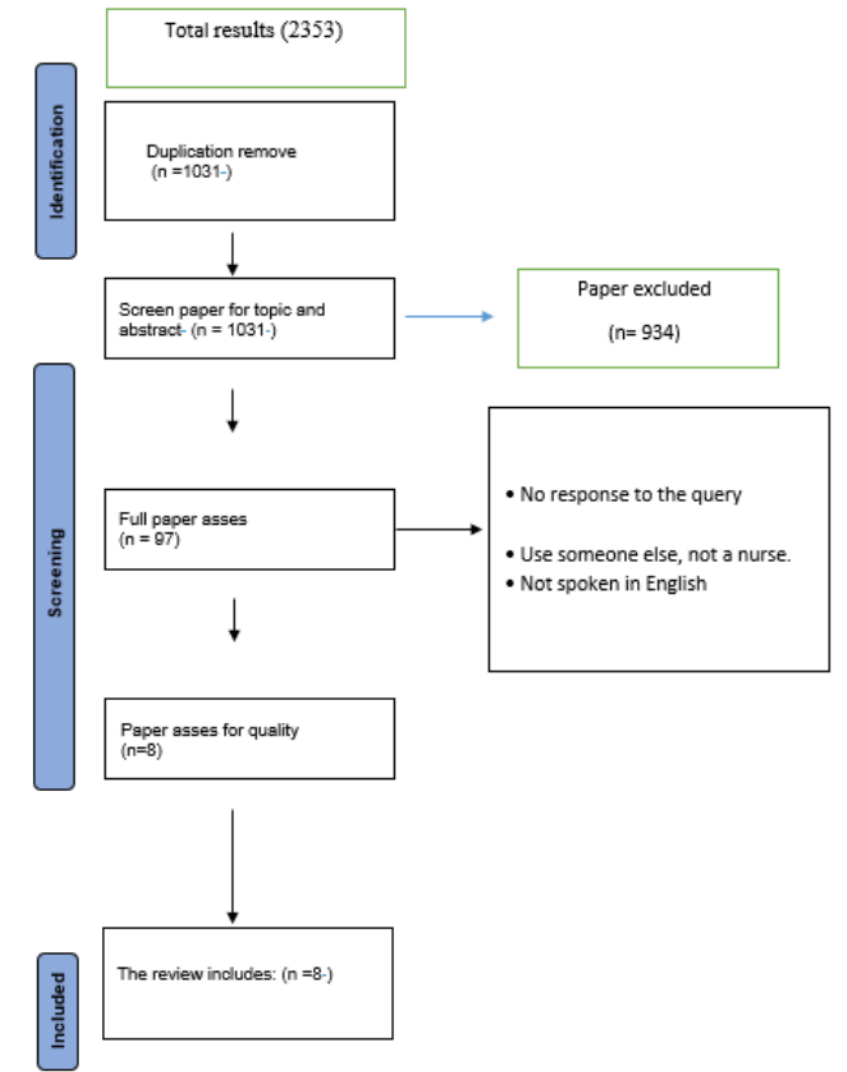 Total results (2353)
Identification
Duplication remove
(n =1031-)
Screen paper for topic and
abstract- (n = 1031-)
Paper excluded
(n= 934)
Screening
Full paper asses
(n = 97)
• No response to the query
• Use someone else, not a nurse.
• Not spoken in English
Paper asses for quality
(n=8)
Included
The review includes: (n =8-)